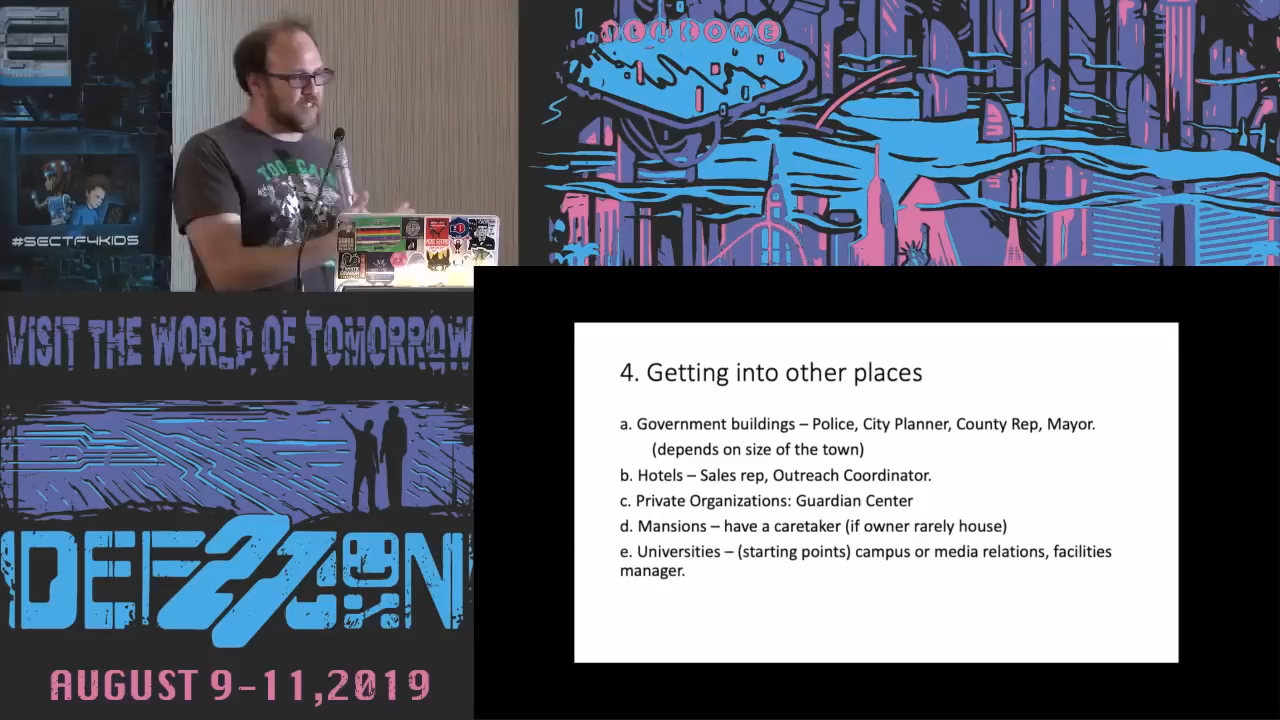 WELCOME
#SECTF4KIDS
VISIT THE WORLD OF TOMORROW
DEF CON
27
AUGUST 9-11,2019
4. Getting into other places
a. Government buildings – Police, City Planner, County Rep, Mayor.
(depends on size of the town)
b. Hotels – Sales rep, Outreach Coordinator.
c. Private Organizations: Guardian Center
d. Mansions – have a caretaker (if owner rarely house)
e. Universities – (starting points) campus or media relations, facilities
manager.